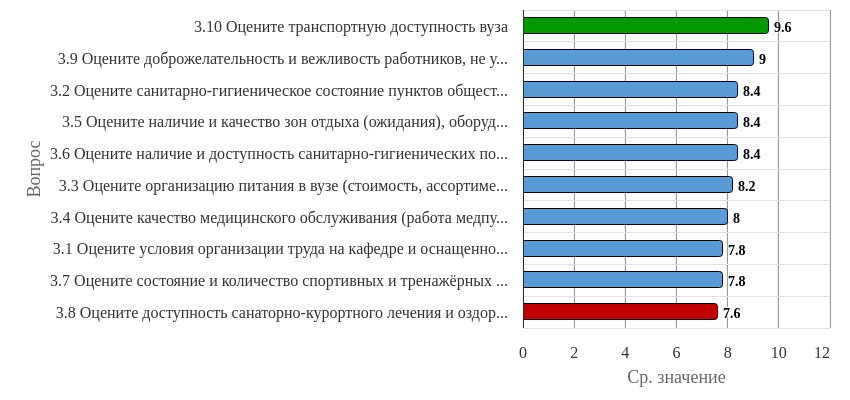 3.10 Оцените транспортную доступность вуза 9.6
3.9 Оцените доброжелательность и вежливость работников, не у... 9
3.2 Оцените санитарно-гигиеническое состояние пунктов общест... 8.4
3.5 Оцените наличие и качество зон отдыха (ожидания), оборуд... 8.4
3.6 Оцените наличие и доступность санитарно-гигиенических по... 8.4
3.3 Оцените организацию питания в вузе (стоимость, ассортиме... 8.2
3.4 Оцените качество медицинского обслуживания (работа медпу... 8
3.1 Оцените условия организации труда на кафедре и оснащенно... 7.8
3.7 Оцените состояние и количество спортивных и тренажёрных ... 7.8
3.8 Оцените доступность санаторно-курортного лечения и оздор... 7.6
Вопрос
0 2 4 6 8 10 12
Ср. значение